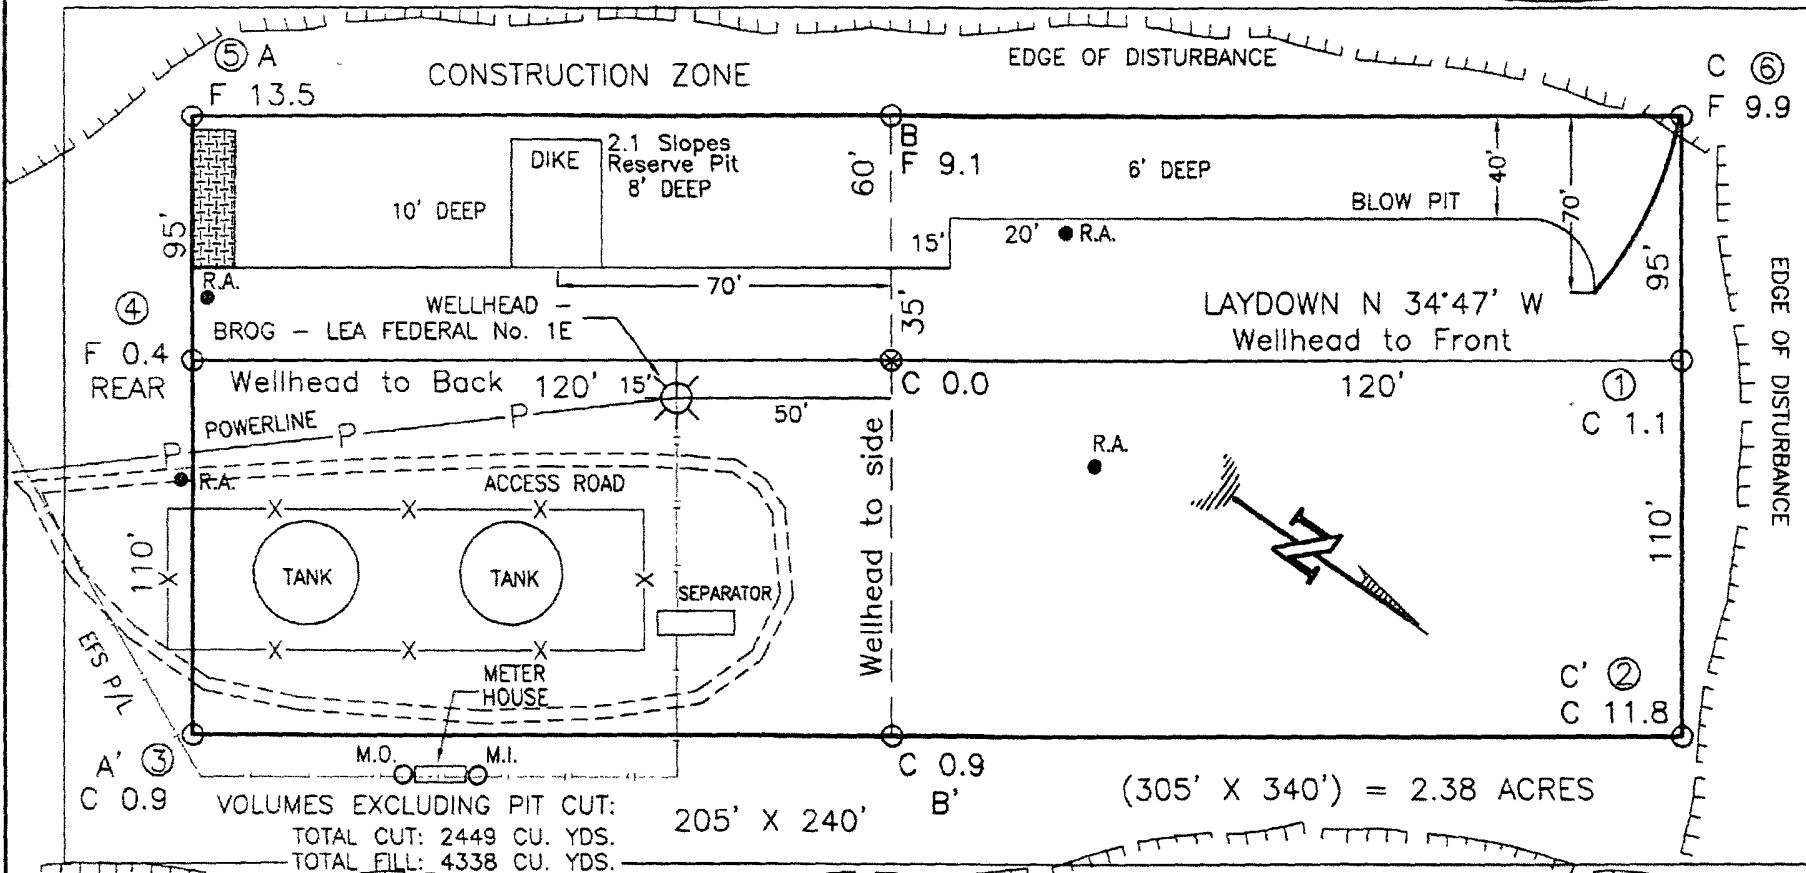 ⑤ A
F 13.5
CONSTRUCTION ZONE
EDGE OF DISTURBANCE
C ⑥
F 9.9
DIKE
2.1 Slopes
Reserve Pit
8' DEEP
10' DEEP
60'
B
F 9.1
6' DEEP
40'
70'
BLOW PIT
95'
15'
20'
R.A.
95'
R.A.
70'
35'
④
F 0.4
REAR
WELLHEAD –
BROG – LEA FEDERAL No. 1E
LAYDOWN N 34°47' W
Wellhead to Front
EDGE OF DISTURBANCE
Wellhead to Back
120'
15'
C 0.0
120'
①
C 1.1
50'
POWERLINE
P
P
P
R.A.
ACCESS ROAD
Wellhead to side
R.A.
N
110'
TANK
TANK
SEPARATOR
110'
EFS P/L
METER
HOUSE
C' ②
C 11.8
M.O.
M.I.
A' ③
C 0.9
C 0.9
B'
VOLUMES EXCLUDING PIT CUT:
TOTAL CUT: 2449 CU. YDS.
TOTAL FILL: 4338 CU. YDS.
205' X 240'
(305' X 340') = 2.38 ACRES